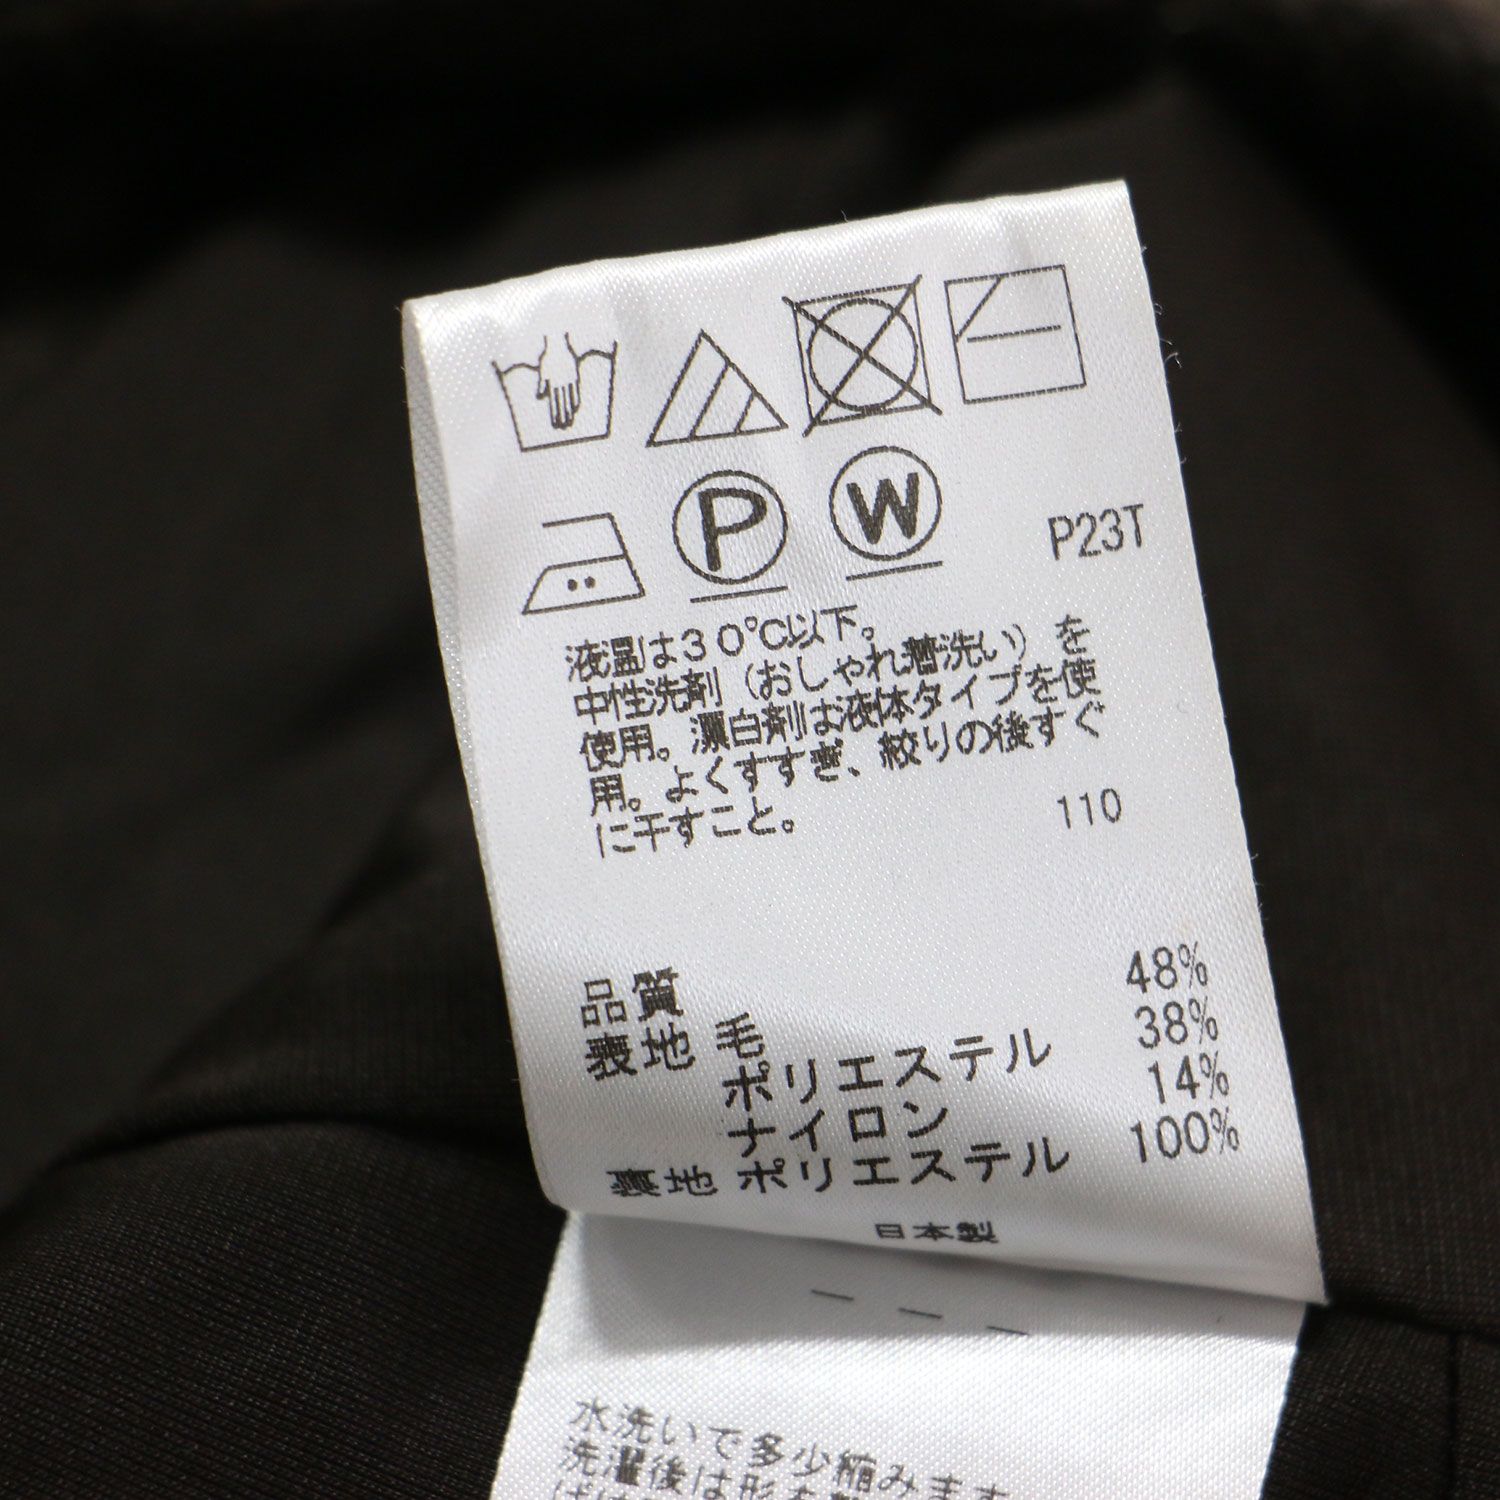 P
W
P23T
液温は30℃以下。
中性洗剤（おしゃれ着洗い）を
使用。漂白剤は液体タイプを使
用。よくすすぎ、絞りの後すぐ
に干すこと。
110
品質
表地 毛 48%
ポリエステル 38%
ナイロン 14%
裏地 ポリエステル 100%
日本製
水洗いで多少縮みます
洗濯後は形を整